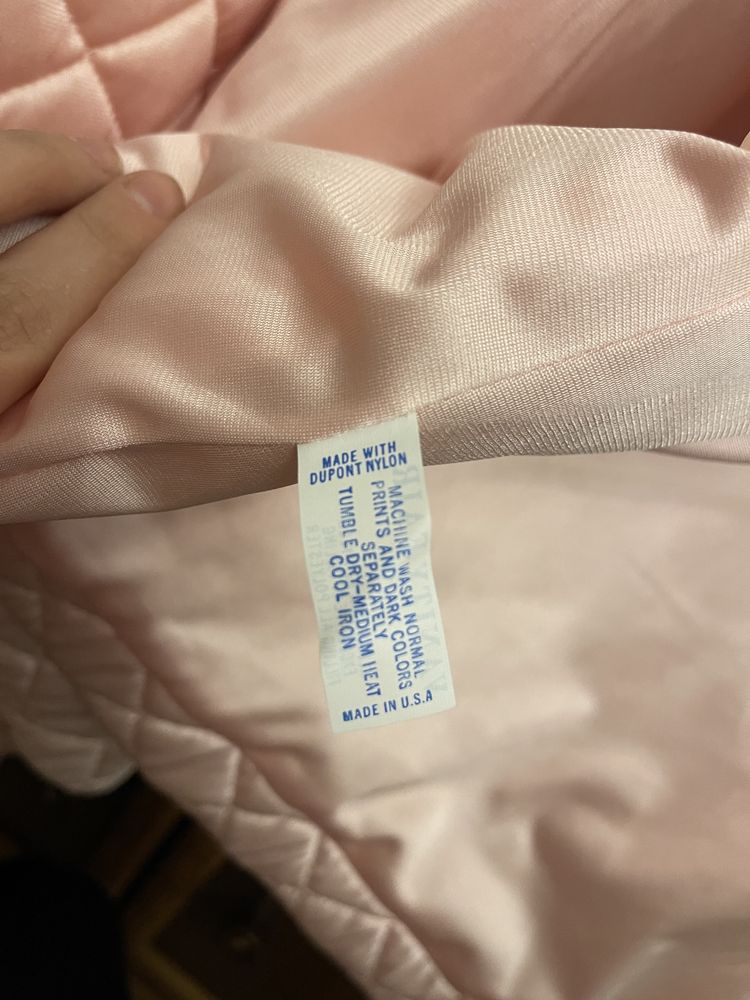 MADE WITH
DUPONT NYLON
MACHINE WASH NORMAL
PRINTS AND DARK COLORS
SEPARATELY
TUMBLE DRY-MEDIUM HEAT
COOL IRON
MADE IN U.S.A